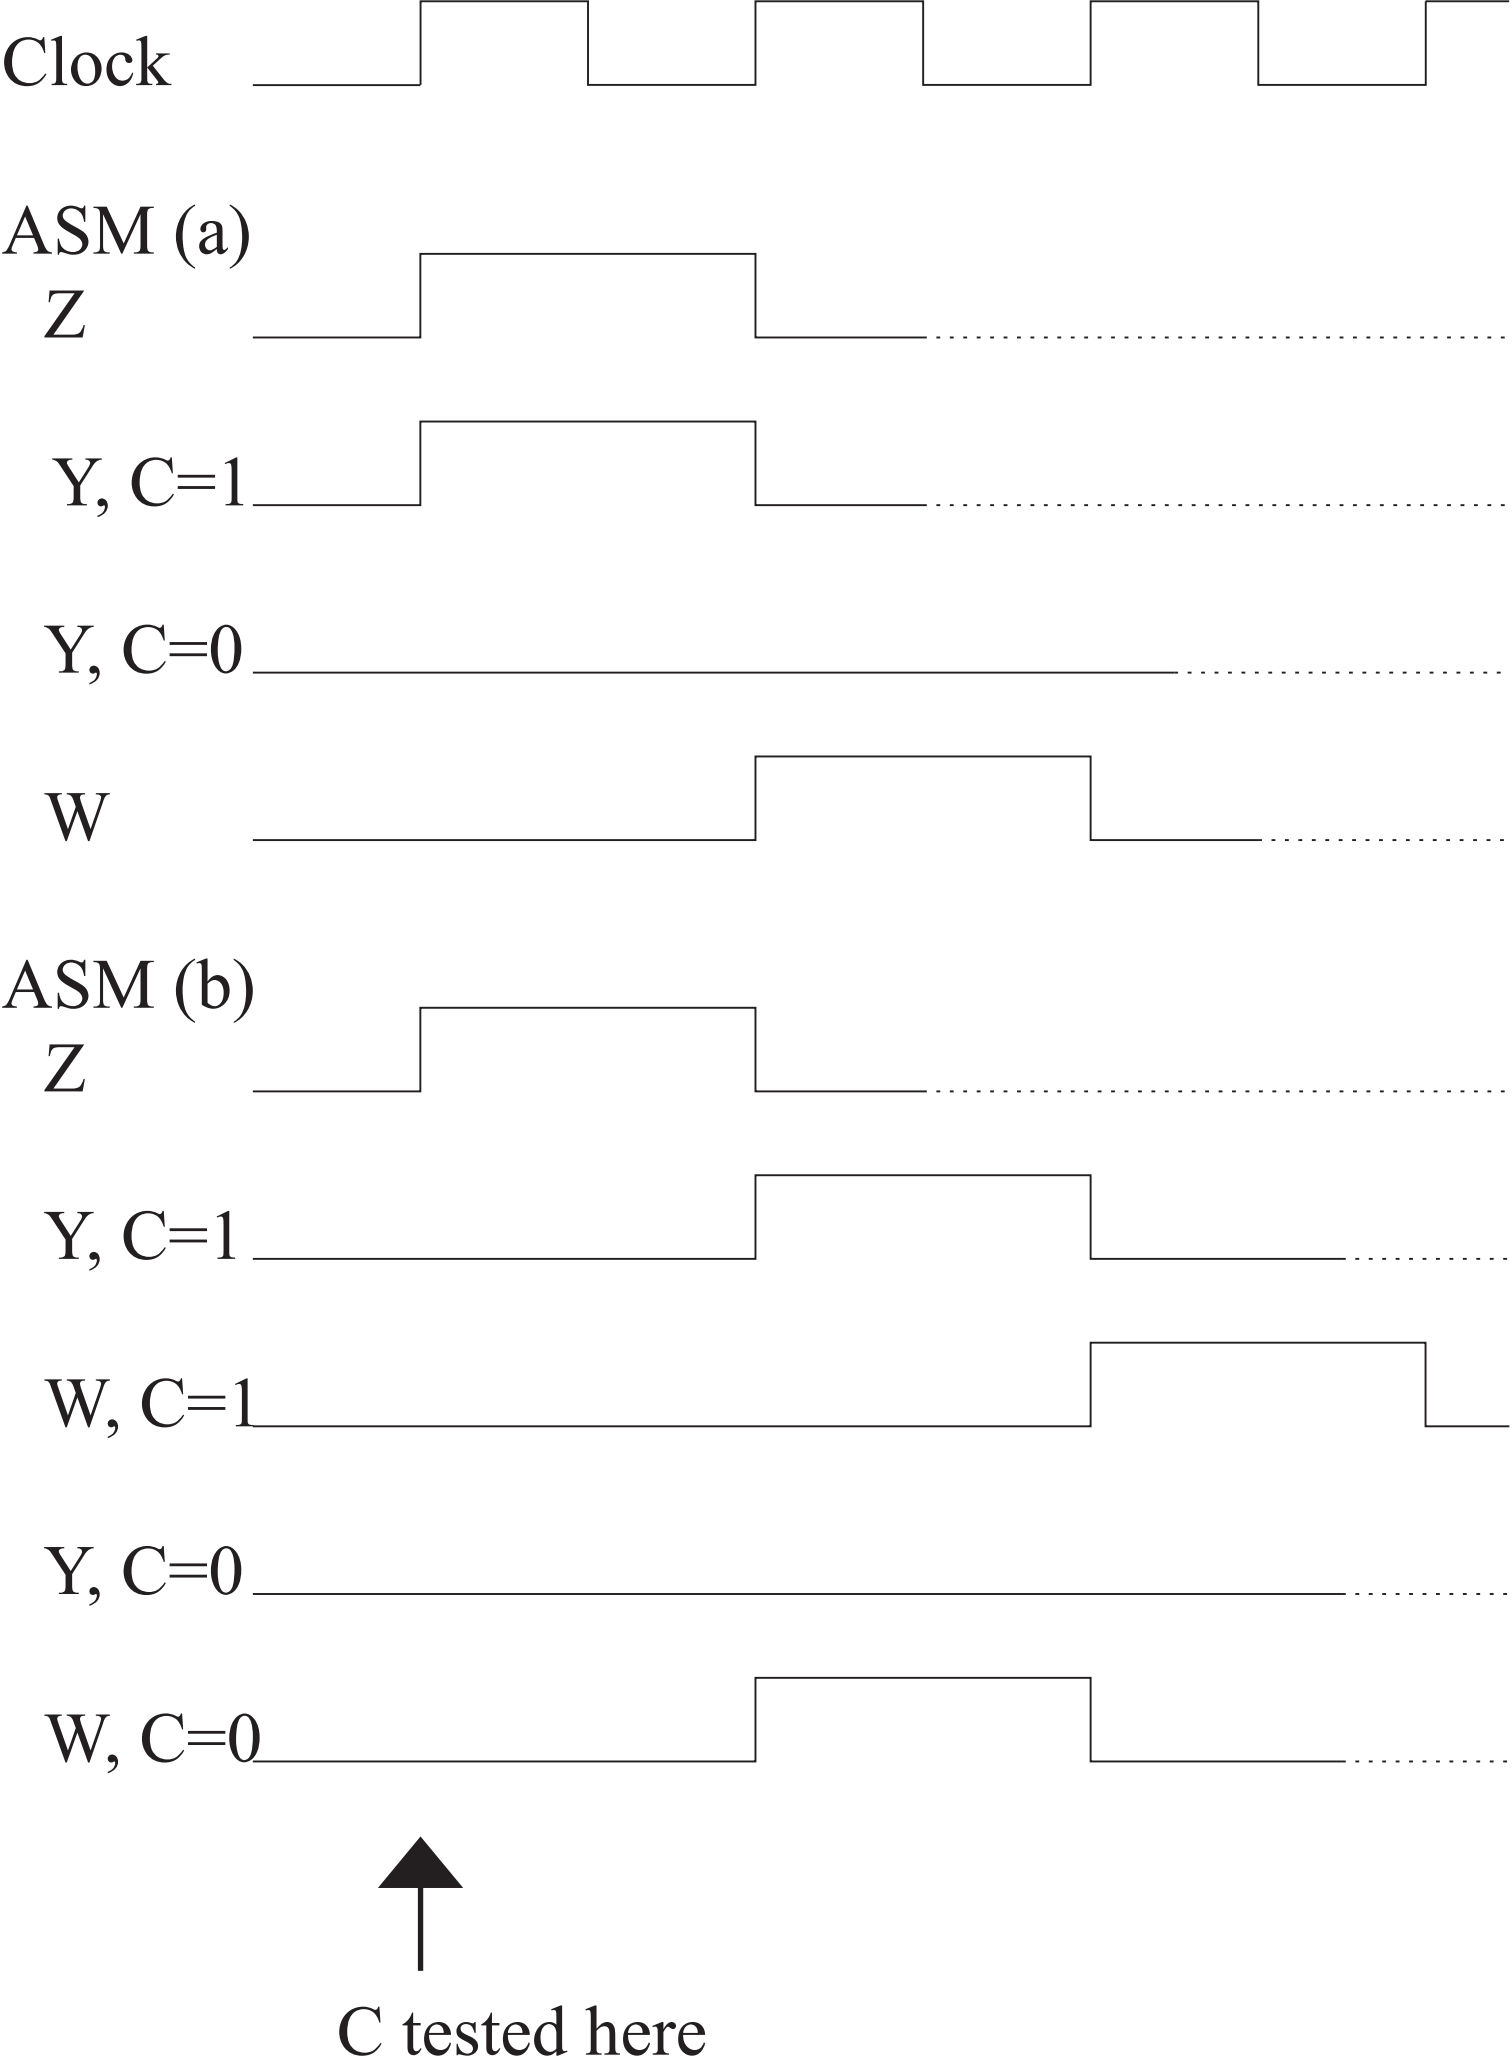 Clock
ASM (a)
Z
Y, C=1
Y, C=0
W
ASM (b)
Z
Y, C=1
W, C=1
Y, C=0
W, C=0
C tested here